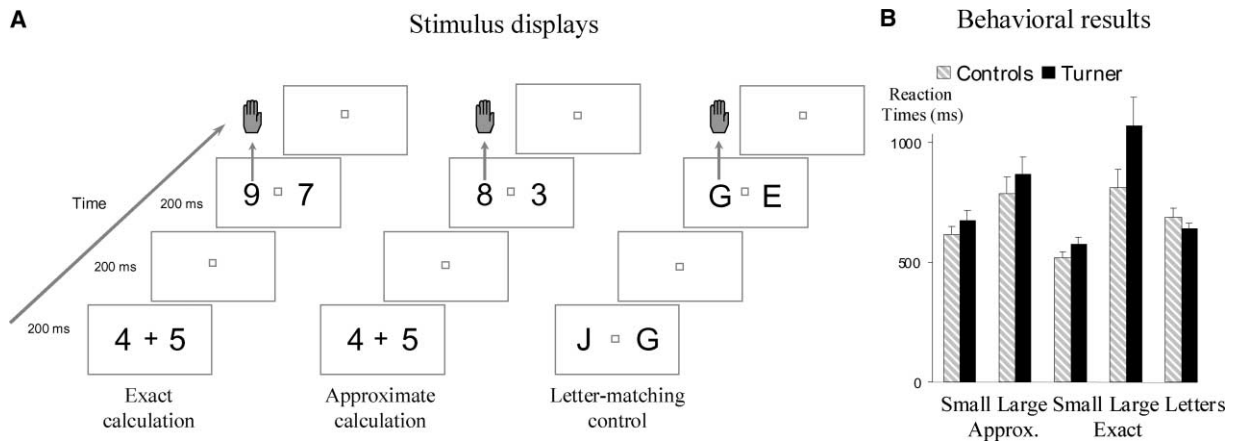 A
Stimulus displays
9 7
8 3
G E
Time
200 ms
200 ms
200 ms
4 + 5
4 + 5
J G
Exact
calculation
Approximate
calculation
Letter-matching
control
B
Behavioral results
Controls Turner
Reaction
Times (ms)
1000
500
0
Small Large Small Large Letters
Approx. Exact